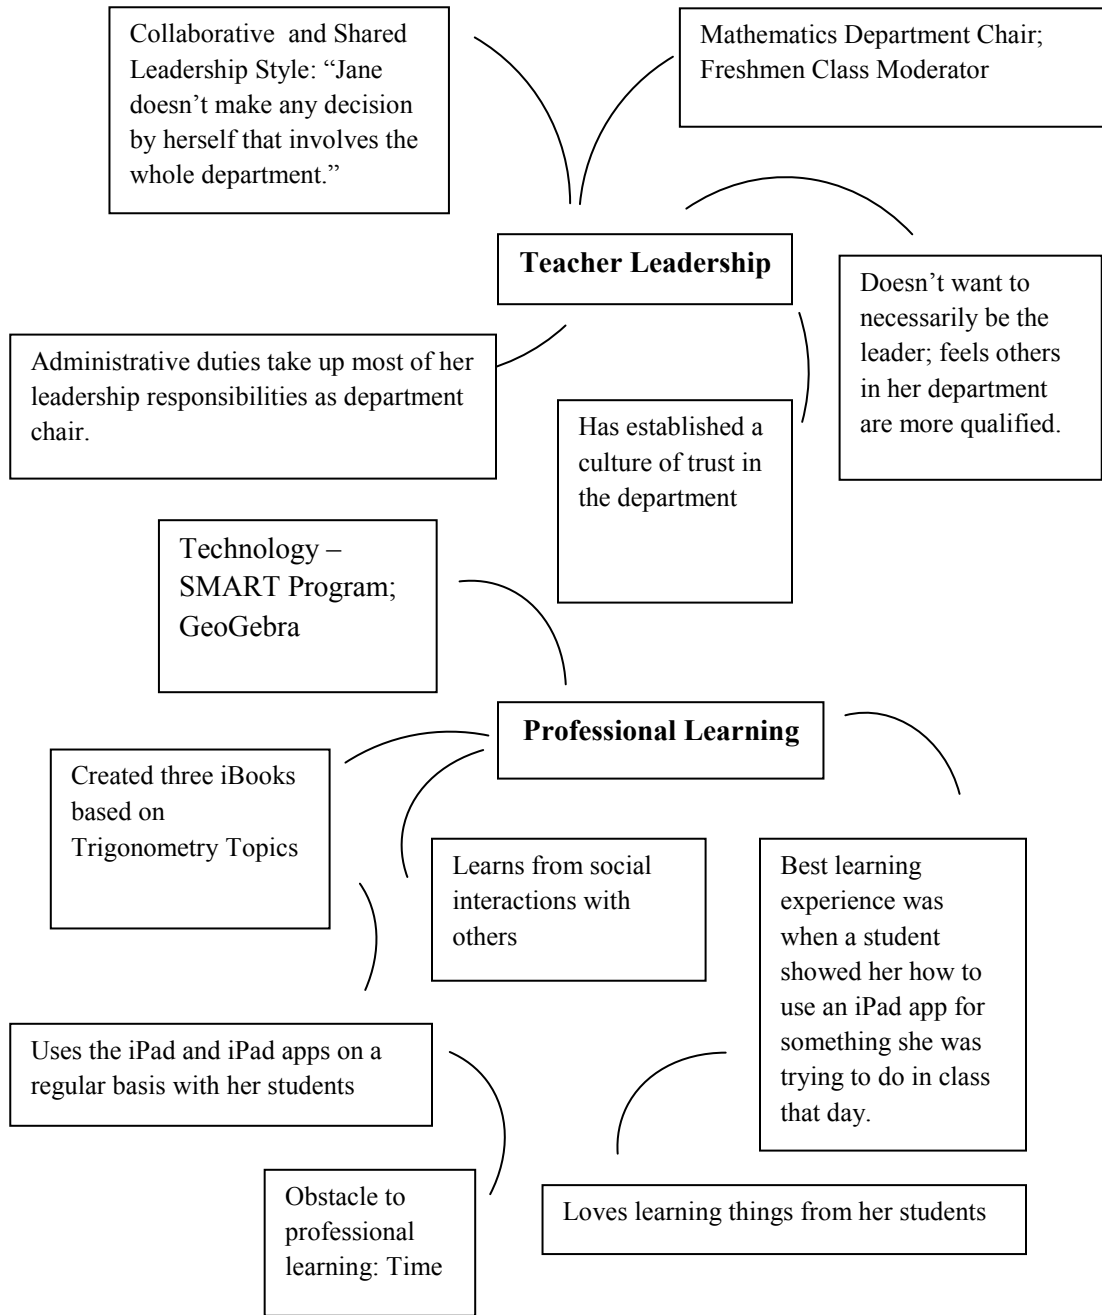 Collaborative and Shared
Leadership Style: “Jane
doesn’t make any decision
by herself that involves the
whole department.”
Mathematics Department Chair;
Freshmen Class Moderator
Teacher Leadership
Doesn’t want to
necessarily be the
leader; feels others
in her department
are more qualified.
Administrative duties take up most of her
leadership responsibilities as department
chair.
Has established a
culture of trust in
the department
Technology –
SMART Program;
GeoGebra
Professional Learning
Created three iBooks
based on
Trigonometry Topics
Learns from social
interactions with
others
Best learning
experience was
when a student
showed her how to
use an iPad app for
something she was
trying to do in class
that day.
Uses the iPad and iPad apps on a
regular basis with her students
Obstacle to
professional
learning: Time
Loves learning things from her students